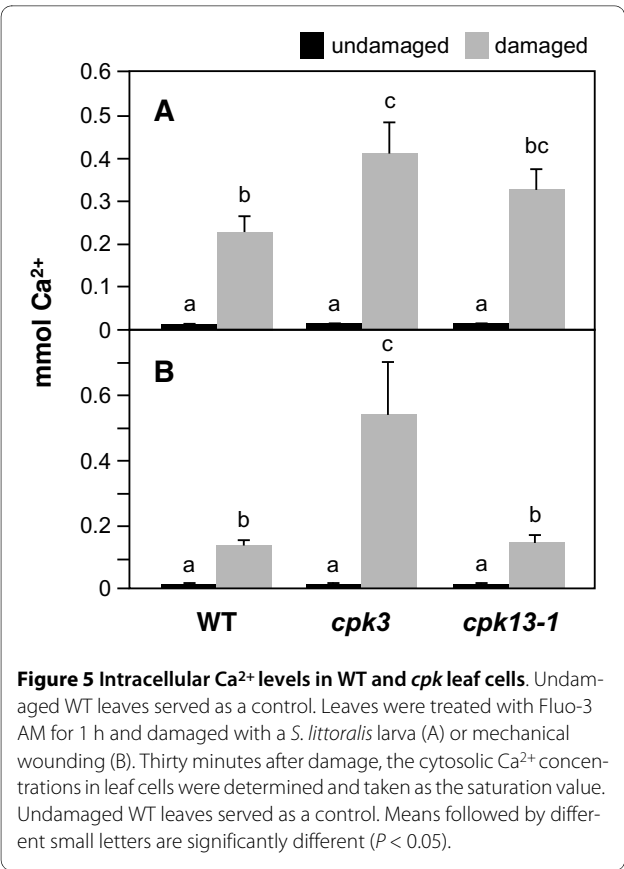 undamaged damaged
0.6
A
c
0.5
bc
0.4
b
0.3
0.2
0.1
a a a
0
mmol Ca²⁺
B
c
0.6
0.4
b b
0.2
a a a
0
WT cpk3 cpk13-1
Figure 5 Intracellular Ca²⁺ levels in WT and cpk leaf cells. Undam-
aged WT leaves served as a control. Leaves were treated with Fluo-3
AM for 1 h and damaged with a S. littoralis larva (A) or mechanical
wounding (B). Thirty minutes after damage, the cytosolic Ca²⁺ concen-
trations in leaf cells were determined and taken as the saturation value.
Undamaged WT leaves served as a control. Means followed by differ-
ent small letters are significantly different (P < 0.05).